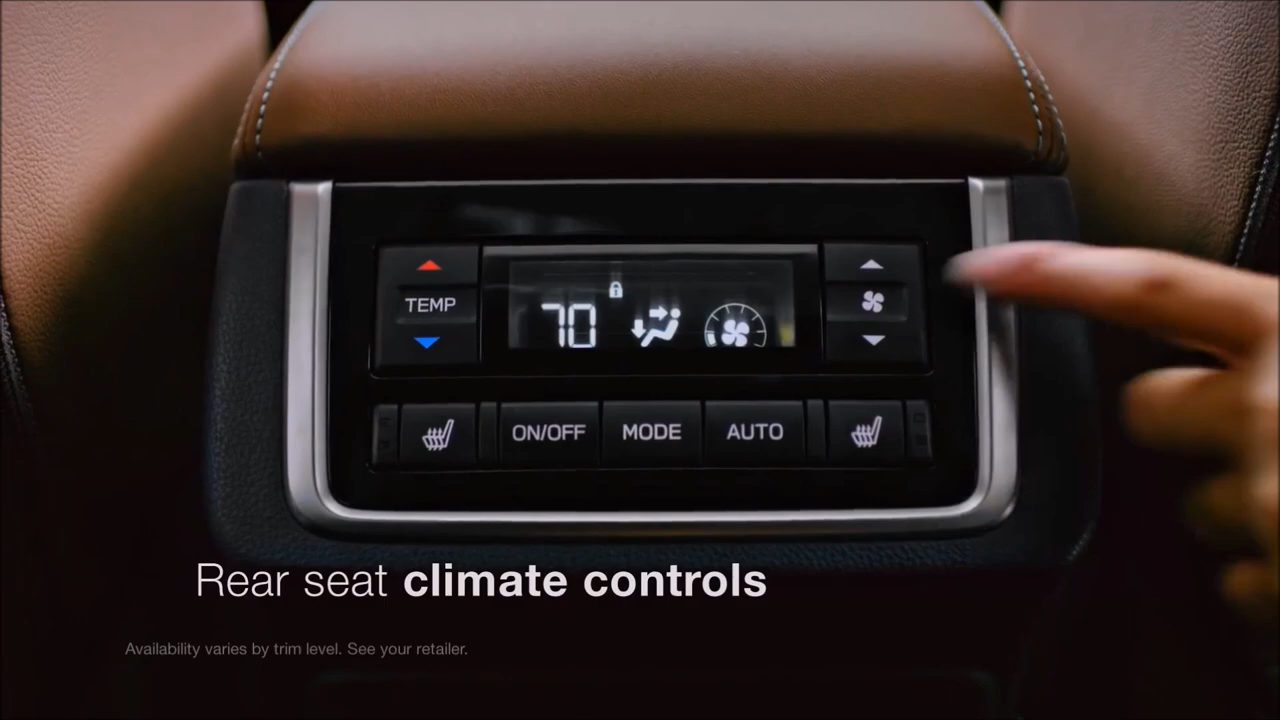 TEMP
70
ON/OFF
MODE
AUTO
Rear seat climate controls
Availability varies by trim level. See your retailer.